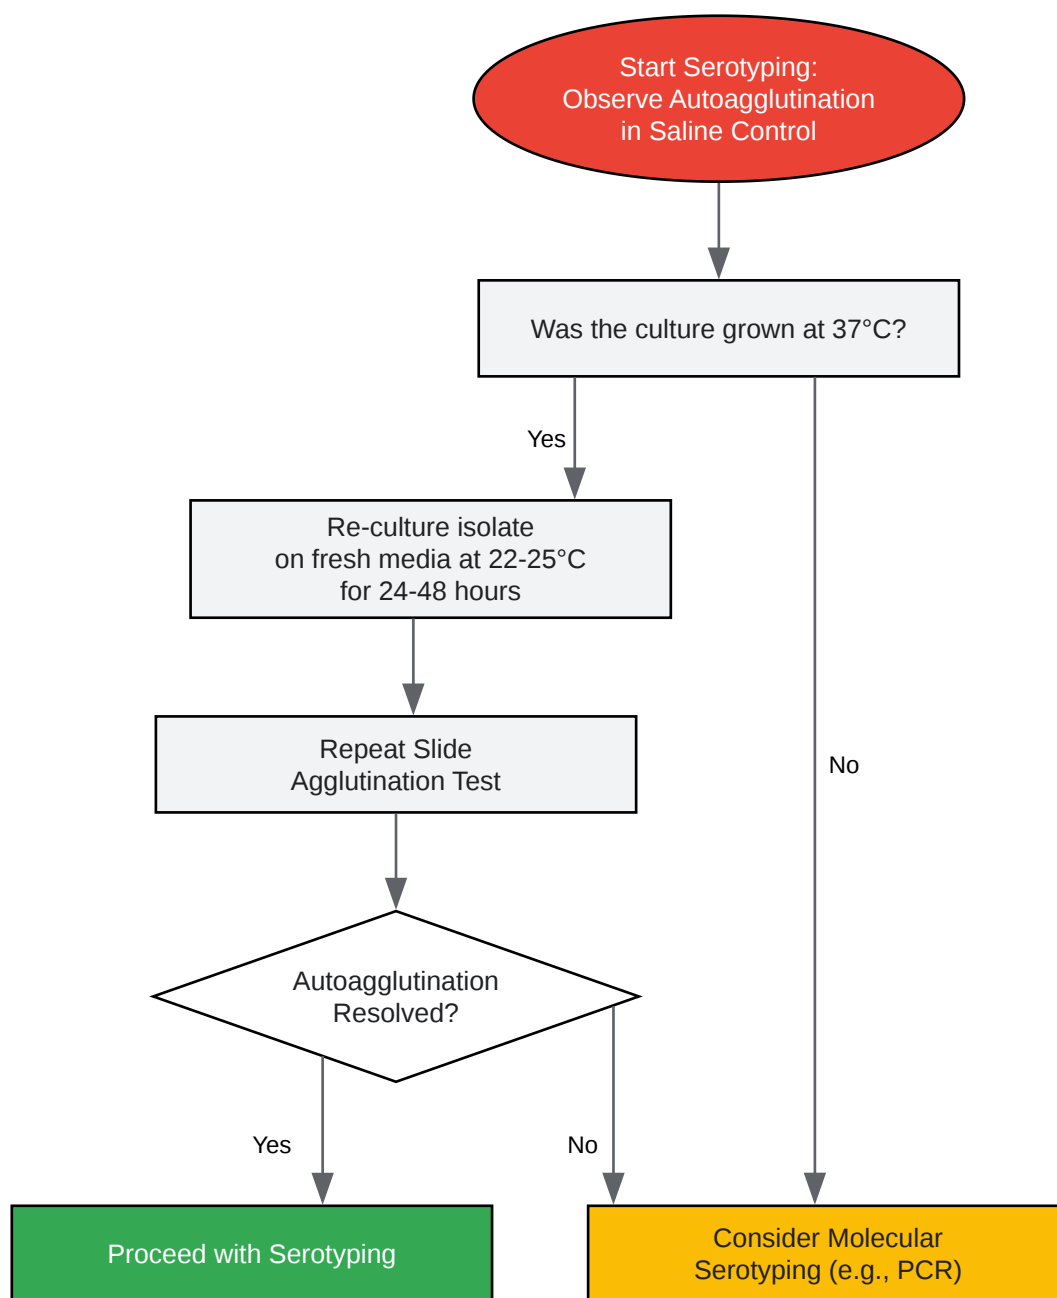 Start Serotyping:
Observe Autoagglutination
in Saline Control
Was the culture grown at 37°C?
Yes
Re-culture isolate
on fresh media at 22-25°C
for 24-48 hours
Repeat Slide
Agglutination Test
No
Autoagglutination
Resolved?
Yes
No
Proceed with Serotyping
Consider Molecular
Serotyping (e.g., PCR)